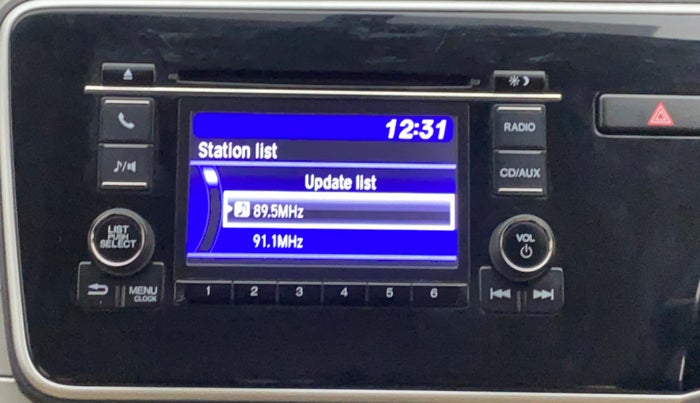 12:31
RADIO
Station list
Update list
CD/AUX
89.5MHz
91.1MHz
LIST
PUSH
SELECT
VOL
MENU
CLOCK
1 2 3 4 5 6